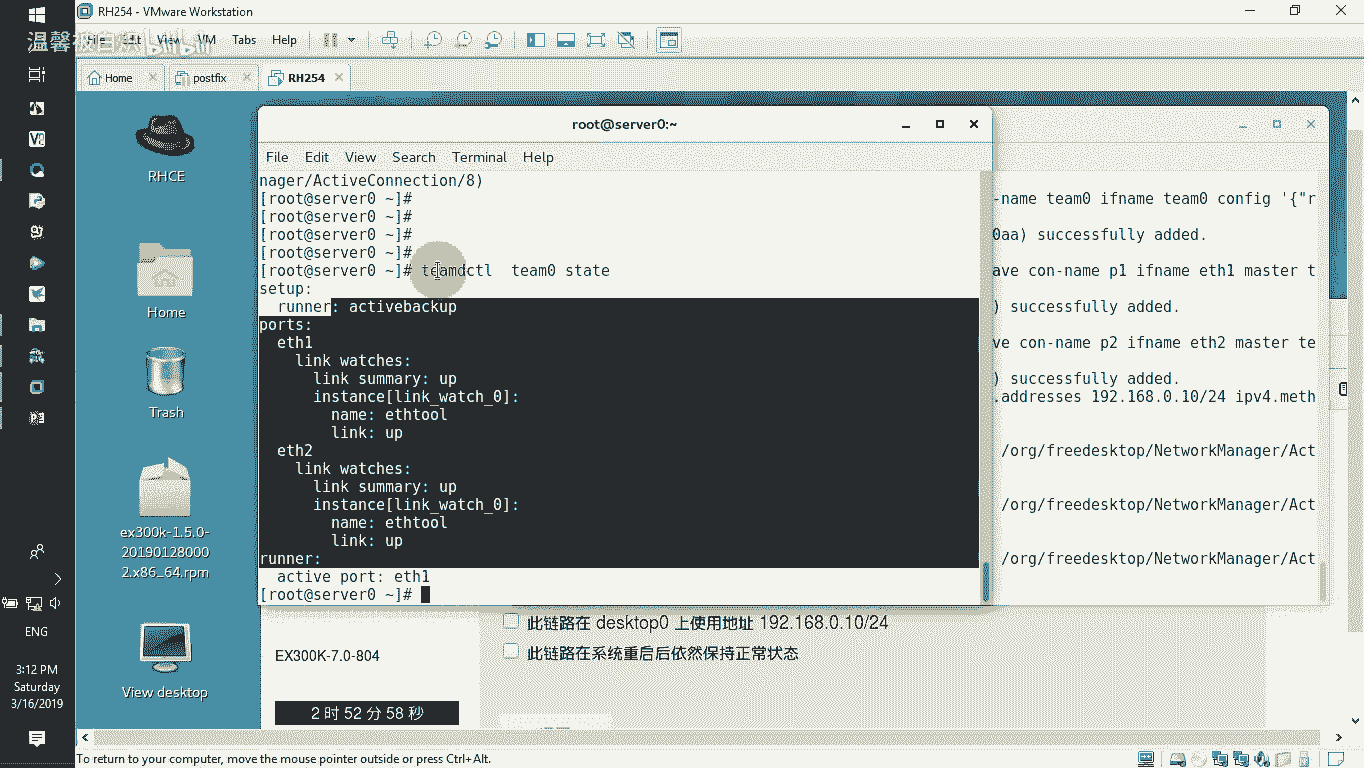 RH254 - VMware Workstation
温馨
bilibili
File Edit View VM Tabs Help
Home
postfix
RH254
RHCE
Home
Trash
ex300k-1.5.0-
20190128000
2.x86_64.rpm
View desktop
root@server0:~
File Edit View Search Terminal Help
nager/ActiveConnection/8)
[root@server0 ~]#
[root@server0 ~]#
[root@server0 ~]#
[root@server0 ~]#
[root@server0 ~]# teamdctl  team0 state
setup:
  runner: activebackup
ports:
  eth1
    link watches:
      link summary: up
      instance[link_watch_0]:
        name: ethtool
        link: up
  eth2
    link watches:
      link summary: up
      instance[link_watch_0]:
        name: ethtool
        link: up
runner:
  active port: eth1
[root@server0 ~]#
-name team0 ifname team0 config '{"r
0aa) successfully added.
ave con-name p1 ifname eth1 master t
) successfully added.
ve con-name p2 ifname eth2 master te
) successfully added.
.addresses 192.168.0.10/24 ipv4.meth
/org/freedesktop/NetworkManager/Act
/org/freedesktop/NetworkManager/Act
/org/freedesktop/NetworkManager/Act
此链路在 desktop0 上使用地址 192.168.0.10/24
此链路在系统重启后依然保持正常状态
EX300K-7.0-804
2 时 52 分 58 秒
ENG
3:12 PM
Saturday
3/16/2019
To return to your computer, move the mouse pointer outside or press Ctrl+Alt.